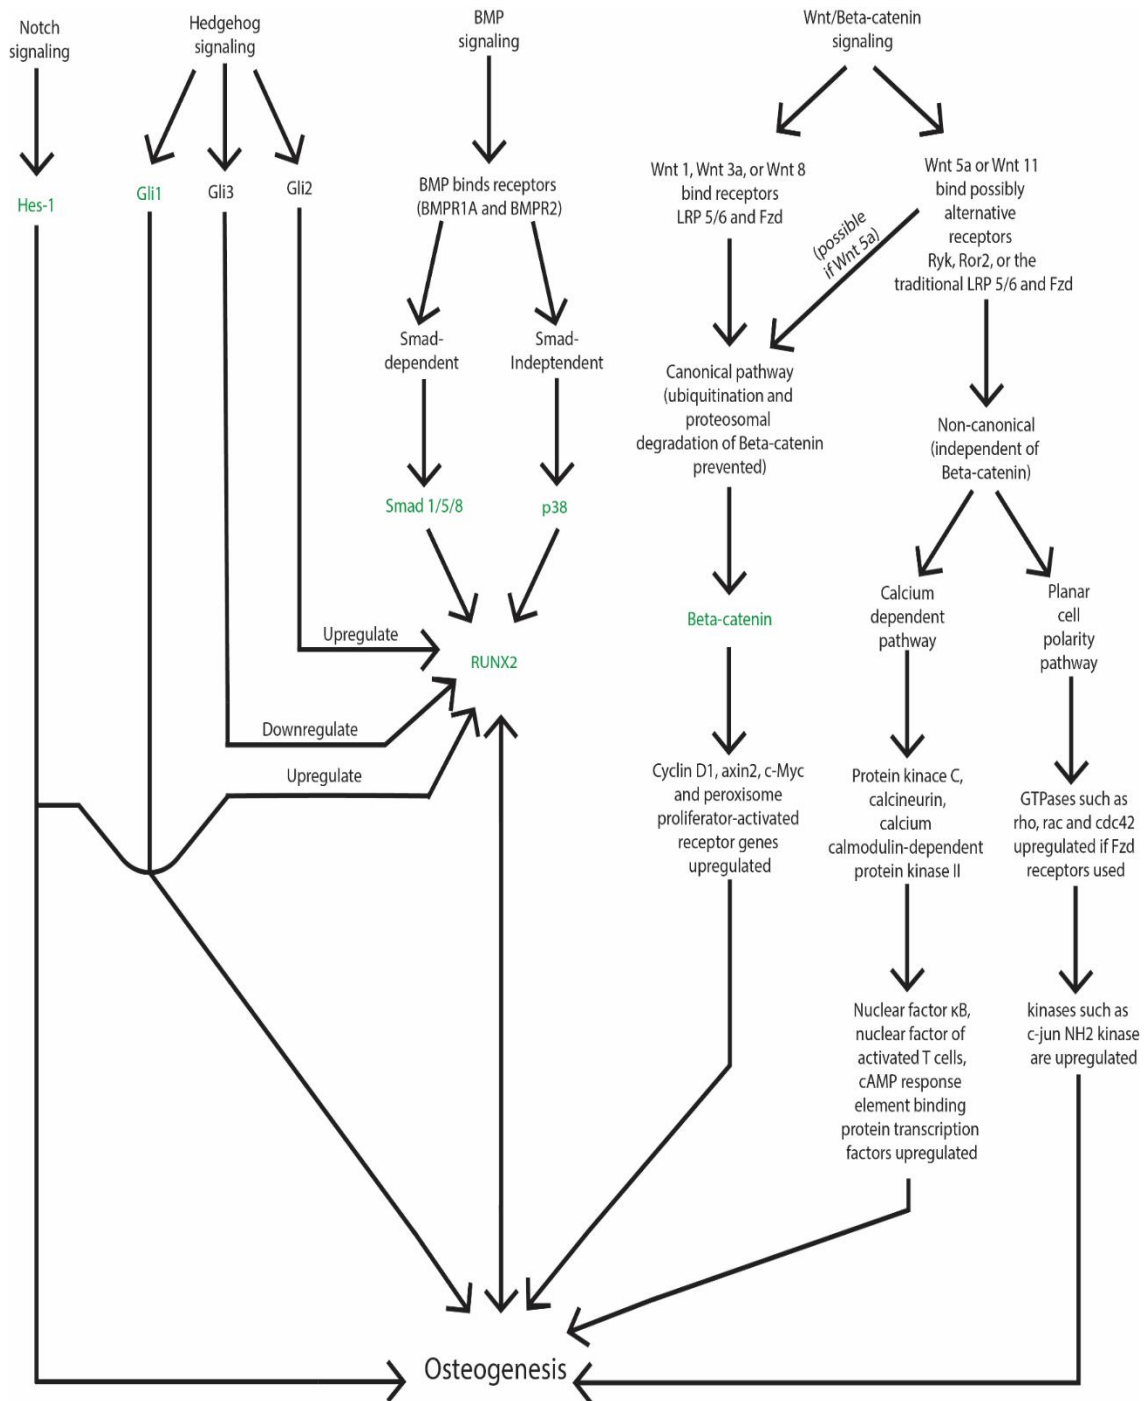 Notch
signaling
Hedgehog
signaling
BMP
signaling
Wnt/Beta-catenin
signaling
Hes-1
Gli1
Gli3
Gli2
BMP binds receptors
(BMPR1A and BMPR2)
Wnt 1, Wnt 3a, or Wnt 8
bind receptors
LRP 5/6 and Fzd
Wnt 5a or Wnt 11
bind possibly
alternative
receptors
Ryk, Ror2, or the
traditional LRP 5/6 and Fzd
(possible
if Wnt 5a)
Smad-
dependent
Smad-
Indeptendent
Canonical pathway
(ubiquitination and
proteosomal
degradation of Beta-catenin
prevented)
Non-canonical
(independent of
Beta-catenin)
Smad 1/5/8
p38
Beta-catenin
Calcium
dependent
pathway
Planar
cell
polarity
pathway
Upregulate
RUNX2
Downregulate
Upregulate
Cyclin D1, axin2, c-Myc
and peroxisome
proliferator-activated
receptor genes
upregulated
Protein kinace C,
calcineurin,
calcium
calmodulin-dependent
protein kinase II
GTPases such as
rho, rac and cdc42
upregulated if Fzd
receptors used
Nuclear factor κB,
nuclear factor of
activated T cells,
cAMP response
element binding
protein transcription
factors upregulated
kinases such as
c-jun NH2 kinase
are upregulated
Osteogenesis